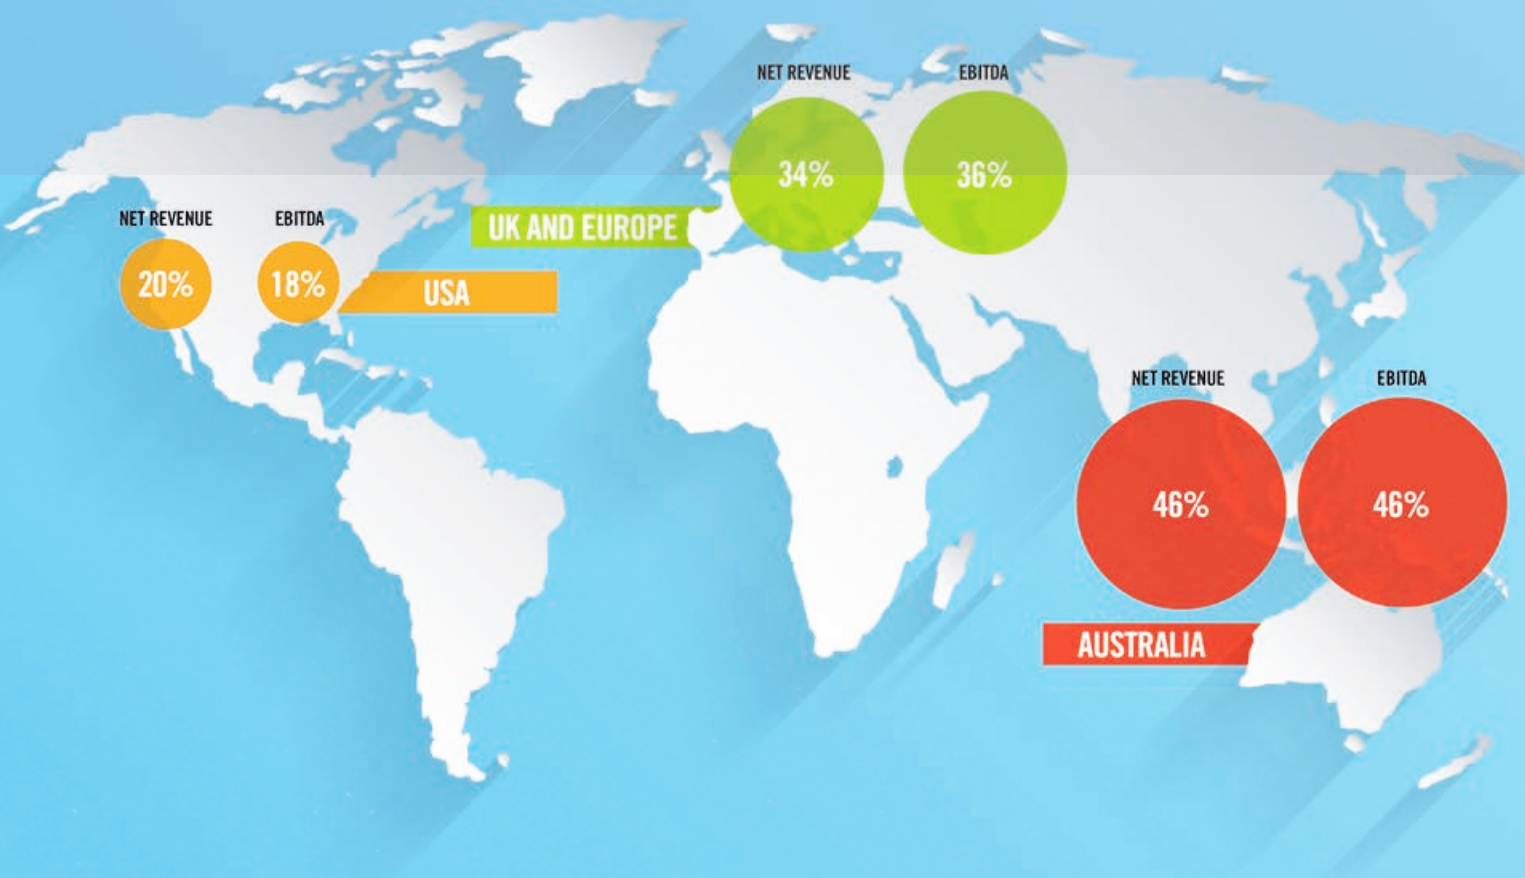 NET REVENUE EBITDA
34% 36%
UK AND EUROPE
NET REVENUE EBITDA
20% 18%
USA
NET REVENUE EBITDA
46% 46%
AUSTRALIA